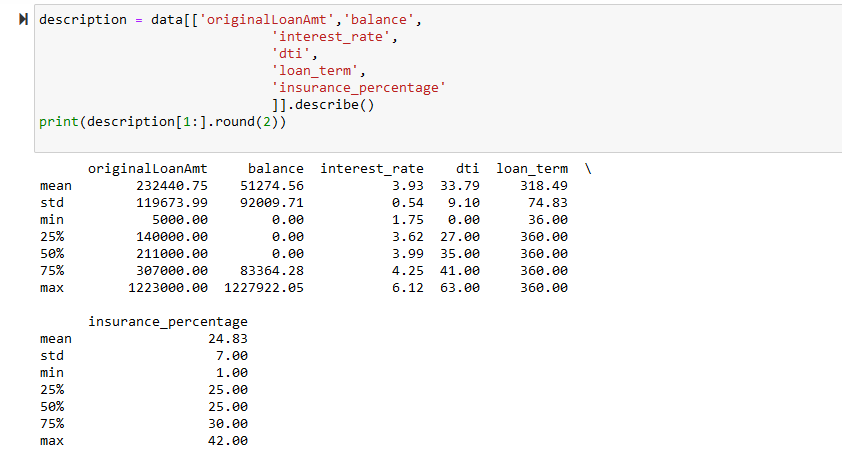 description = data[['originalLoanAmt','balance',
'interest_rate',
'dti',
'loan_term',
'insurance_percentage'
]].describe()
print(description[1:].round(2))
originalLoanAmt balance interest_rate dti loan_term \
mean 232440.75 51274.56 3.93 33.79 318.49
std 119673.99 92009.71 0.54 9.10 74.83
min 5000.00 0.00 1.75 0.00 36.00
25% 140000.00 0.00 3.62 27.00 360.00
50% 211000.00 0.00 3.99 35.00 360.00
75% 307000.00 83364.28 4.25 41.00 360.00
max 1223000.00 1227922.05 6.12 63.00 360.00
insurance_percentage
mean 24.83
std 7.00
min 1.00
25% 25.00
50% 25.00
75% 30.00
max 42.00